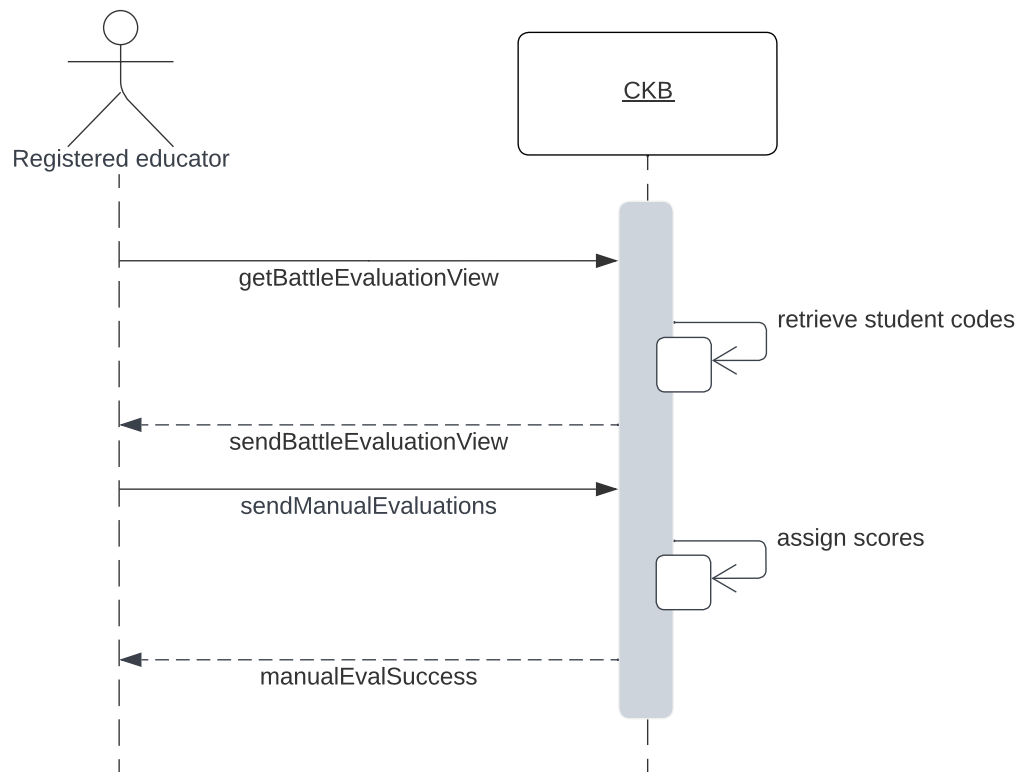 Registered educator
CKB
getBattleEvaluationView
retrieve student codes
sendBattleEvaluationView
sendManualEvaluations
assign scores
manualEvalSuccess